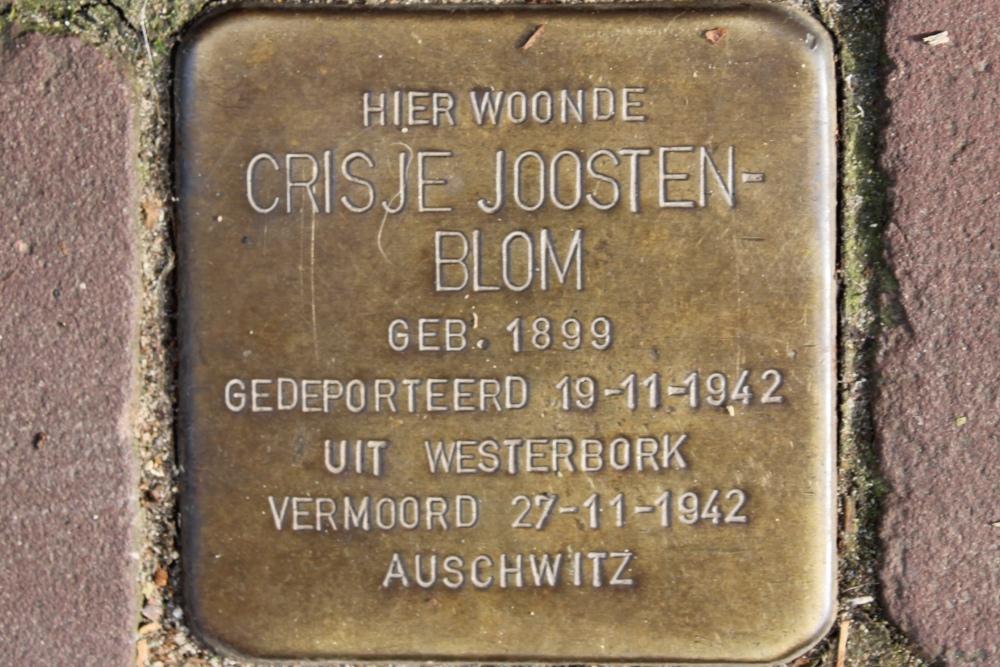 HIER WOONDE
CRISJE JOOSTEN-
BLOM
GEB. 1899
GEDEPORTEERD 19-11-1942
UIT WESTERBORK
VERMOORD 27-11-1942
AUSCHWITZ